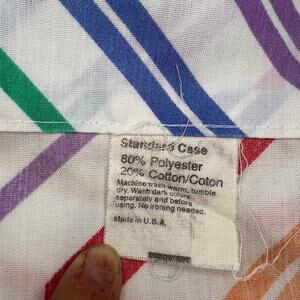 Standard Case
80% Polyester
20% Cotton/Coton
Machine wash warm, tumble
dry. Wash dark colors
separately and before
using. No ironing needed.
Made in U.S.A.